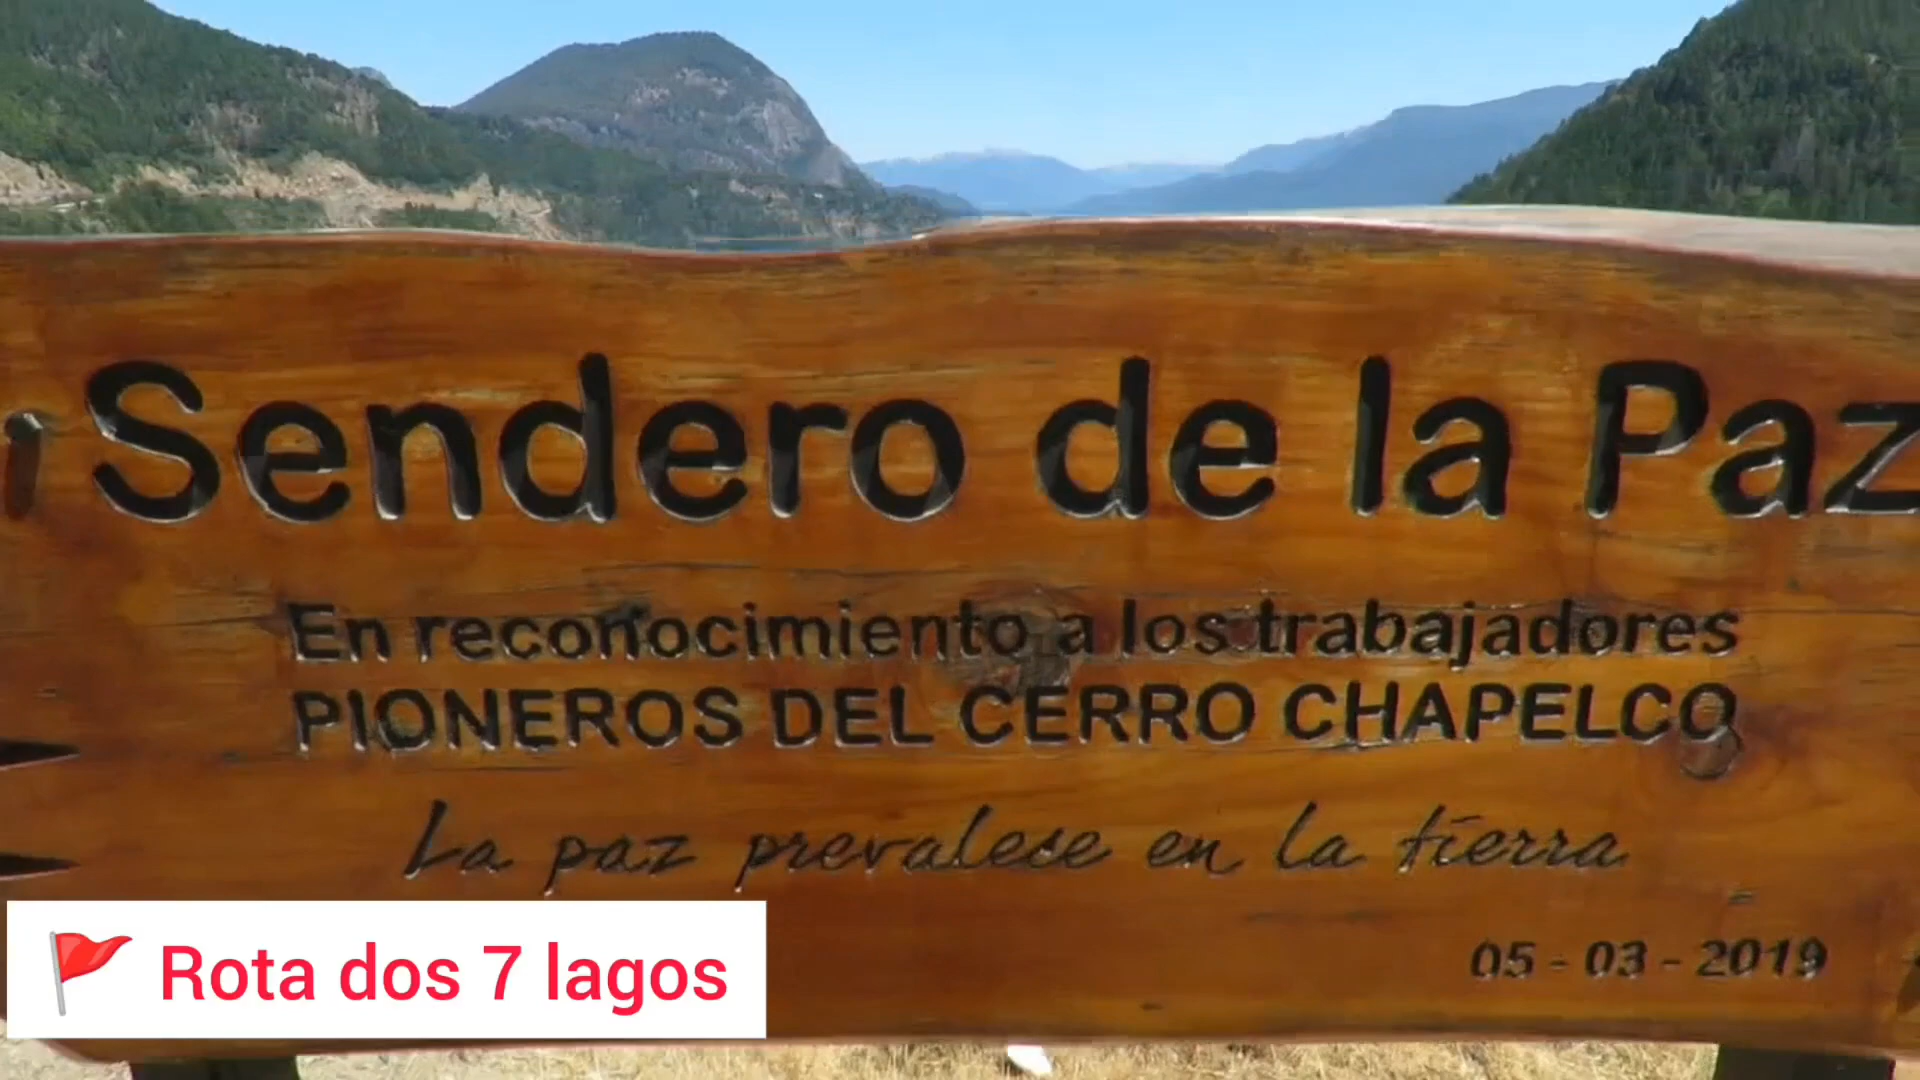 Sendero de la Paz
En reconocimiento a los trabajadores
PIONEROS DEL CERRO CHAPELCO
La paz prevalece en la tierra
05 - 03 - 2019
Rota dos 7 lagos